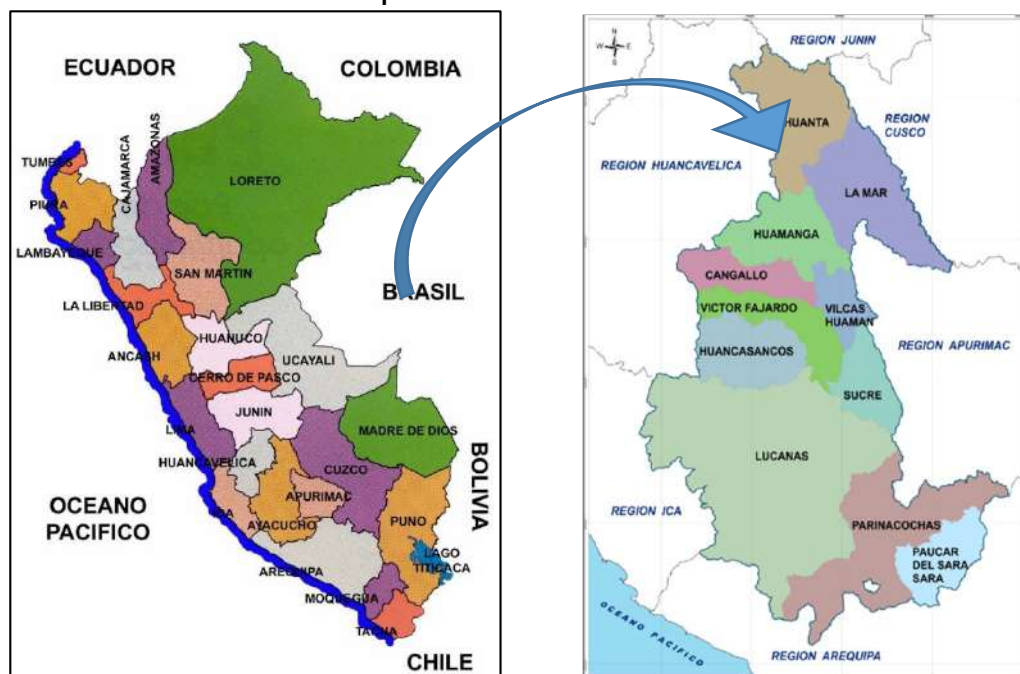 ECUADOR
COLOMBIA
TUMBES
CAJAMARCA
AMAZONAS
LORETO
PIURA
LAMBAYEQUE
SAN MARTIN
LA LIBERTAD
BRASIL
HUANUCO
UCAYALI
ANCASH
CERRO DE PASCO
JUNIN
LIMA
MADRE DE DIOS
HUANCAVELICA
CUZCO
BOLIVIA
OCEANO
PACIFICO
APURIMAC
AYACUCHO
PUNO
LAGO
TITICACA
AREQUIPA
MOQUEGUA
TACNA
CHILE
N
W
E
S
REGION JUNIN
HUANTA
REGION
CUSCO
REGION HUANCAVELICA
LA MAR
HUAMANGA
CANGALLO
VICTOR FAJARDO
VILCAS
HUAMAN
HUANCASANCOS
REGION APURIMAC
SUCRE
LUCANAS
REGION ICA
PARINACOCHAS
PAUCAR
DEL SARA
SARA
OCEANO PACIFICO
REGION AREQUIPA